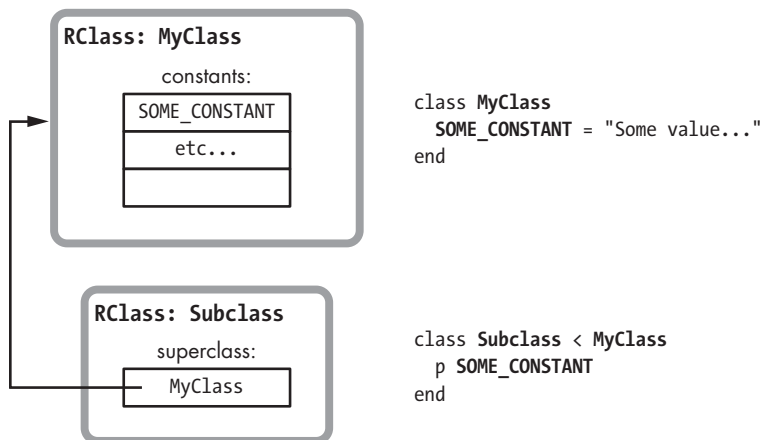 RClass: MyClass
constants:
SOME_CONSTANT
etc...
class MyClass
  SOME_CONSTANT = "Some value..."
end
RClass: Subclass
superclass:
MyClass
class Subclass < MyClass
  p SOME_CONSTANT
end